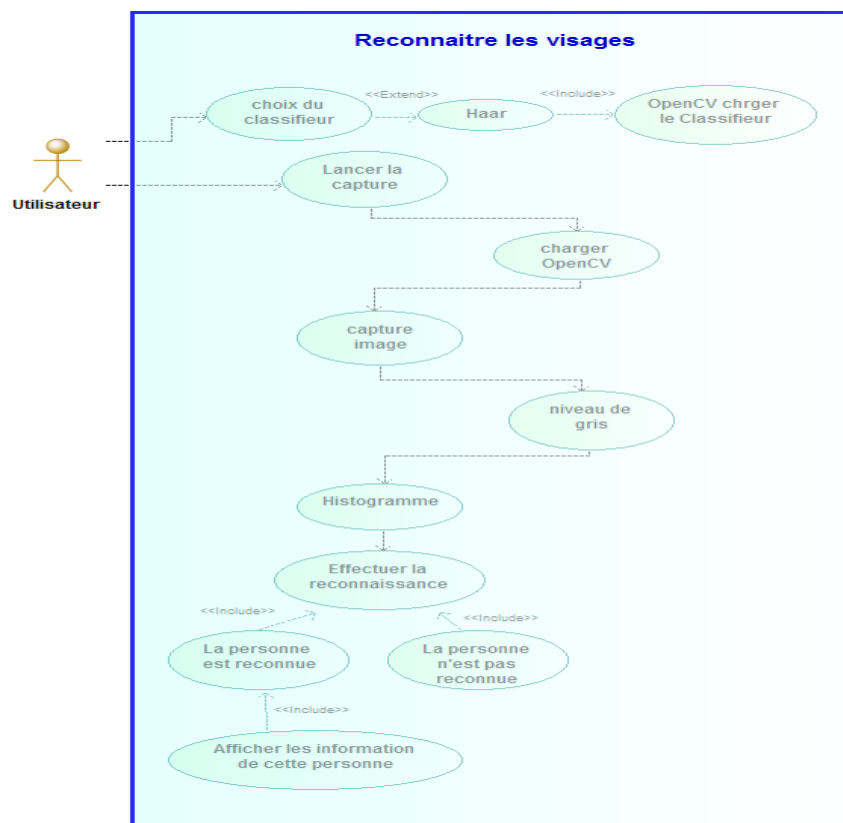 Reconnaitre les visages
choix du
classifieur
<<Extend>>
Haar
<<Include>>
OpenCV chrger
le Classifieur
Utilisateur
Lancer la
capture
charger
OpenCV
capture
image
niveau de
gris
Histogramme
Effectuer la
reconnaissance
<<Include>>
<<Include>>
La personne
est reconnue
La personne
n'est pas
reconnue
<<Include>>
Afficher les information
de cette personne